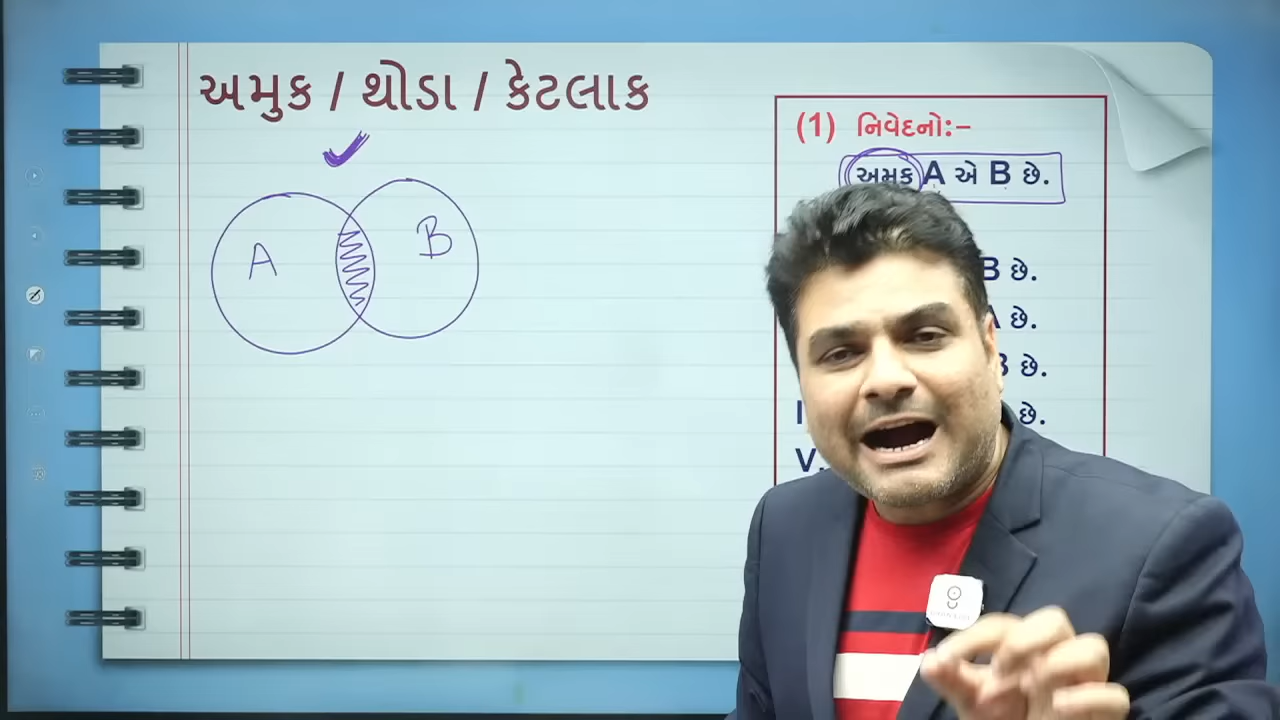 અમુક / થોડા / કેટલાક
(1) નિવેદનો:–
અમુક A એ B છે.
A
B
B છે.
A છે.
B છે.
છે.
V.